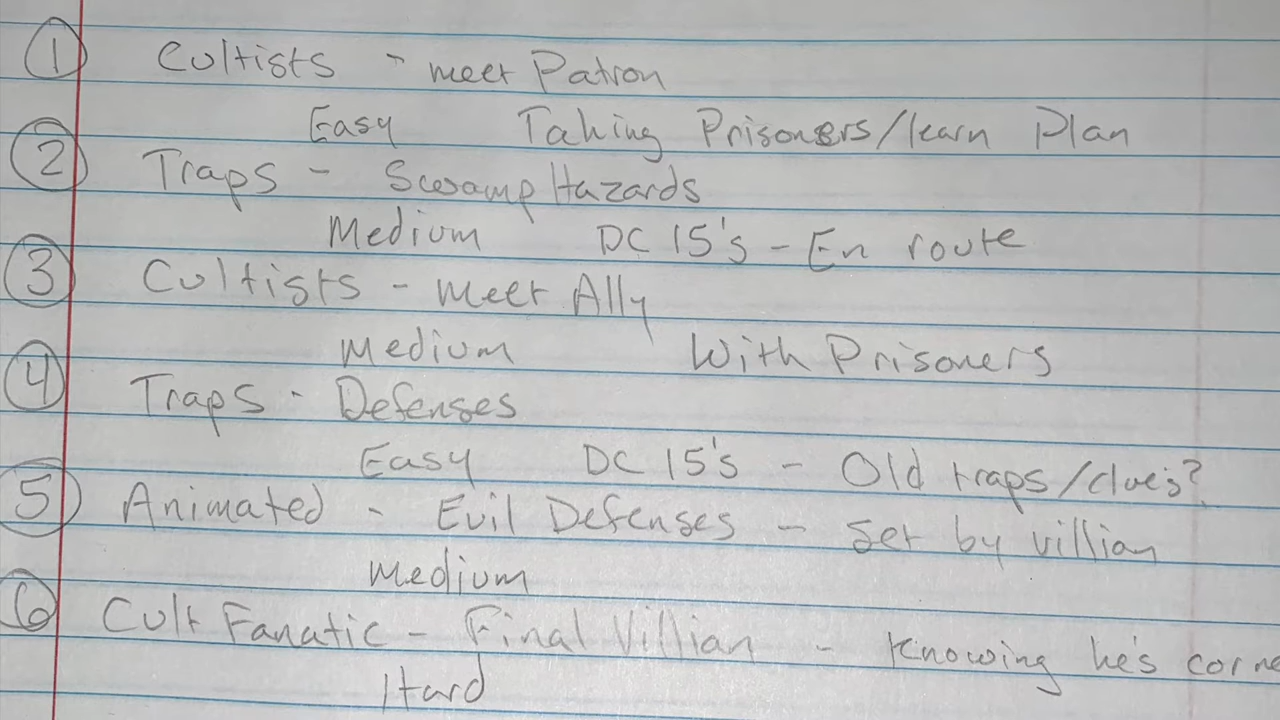 1 Cultists - meet Patron
Easy Taking Prisoners/learn Plan
2 Traps - Swamp Hazards
Medium DC 15's - En route
3 Cultists - meet Ally
Medium With Prisoners
4 Traps - Defenses
Easy DC 15's - Old traps/clues?
5 Animated - Evil Defenses - Set by villian
Medium
6 Cult Fanatic - Final Villian - Knowing he's corne
Hard